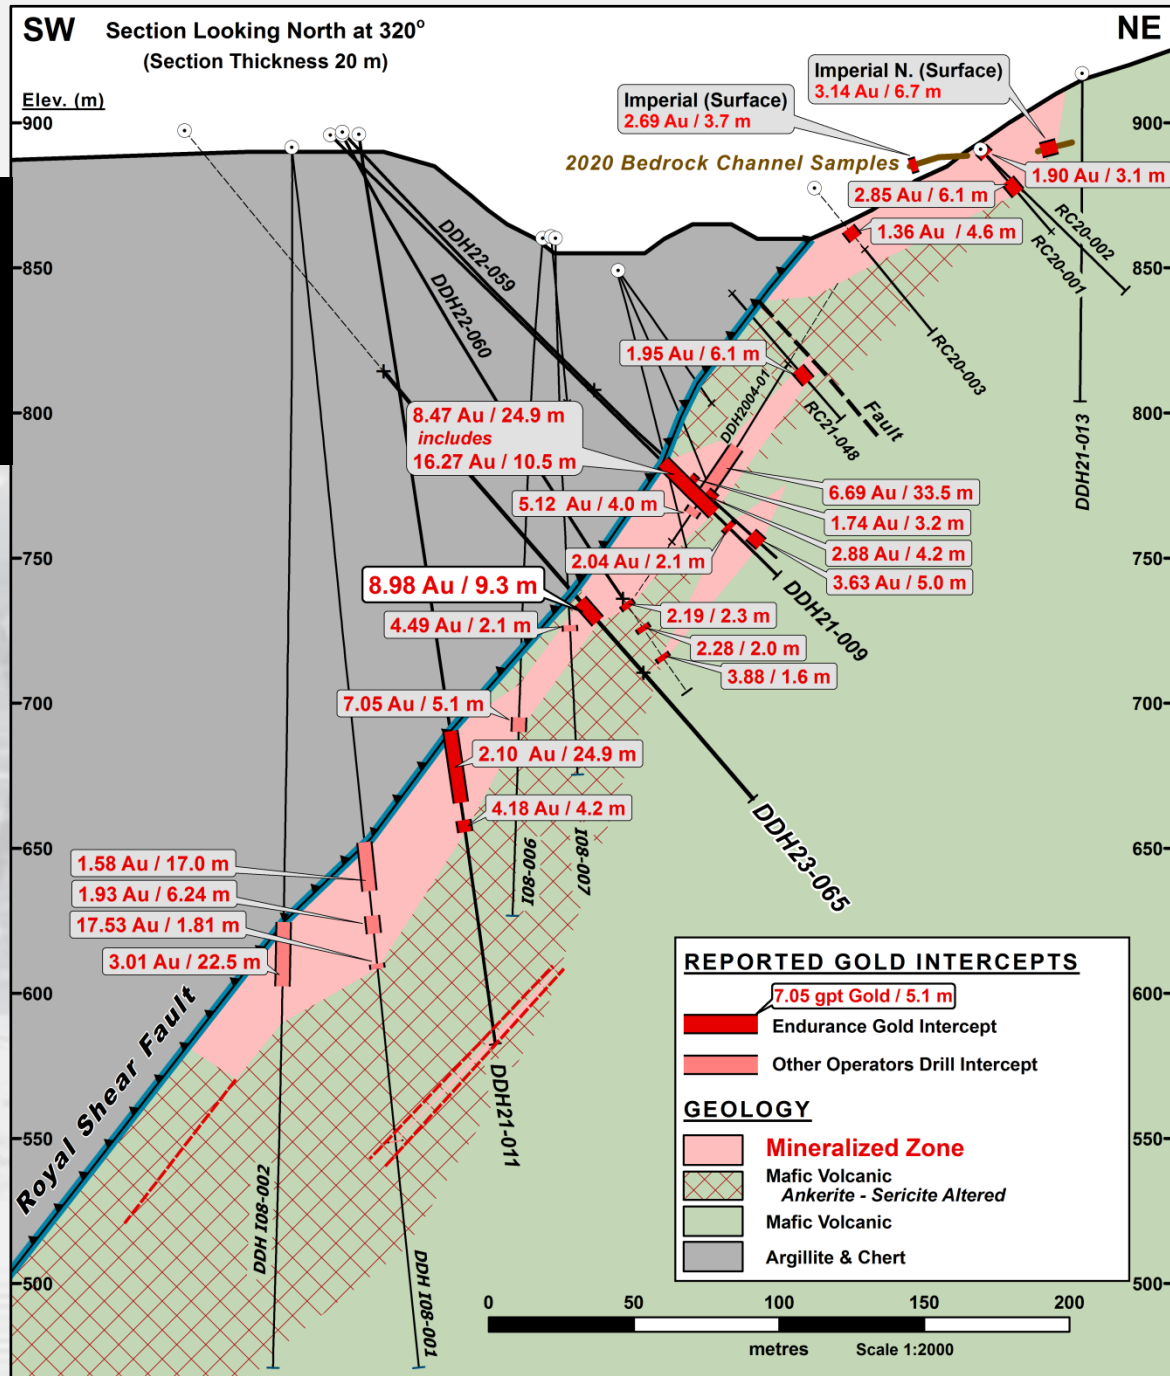 SW
Section Looking North at 320°
(Section Thickness 20 m)
NE
Elev. (m)
900
850
800
750
700
650
600
550
500
900
850
800
750
700
650
600
550
500
Imperial N. (Surface)
3.14 Au / 6.7 m
Imperial (Surface)
2.69 Au / 3.7 m
2020 Bedrock Channel Samples
1.90 Au / 3.1 m
2.85 Au / 6.1 m
1.36 Au / 4.6 m
RC20-002
RC20-001
RC20-003
DDH21-013
DDH22-059
DDH22-060
1.95 Au / 6.1 m
DDH2004-01
RC21-048
Fault
8.47 Au / 24.9 m
includes
16.27 Au / 10.5 m
6.69 Au / 33.5 m
5.12 Au / 4.0 m
1.74 Au / 3.2 m
2.88 Au / 4.2 m
2.04 Au / 2.1 m
3.63 Au / 5.0 m
DDH21-009
8.98 Au / 9.3 m
2.19 / 2.3 m
4.49 Au / 2.1 m
2.28 / 2.0 m
3.88 / 1.6 m
7.05 Au / 5.1 m
2.10 Au / 24.9 m
4.18 Au / 4.2 m
DDH23-065
I08-006
I08-007
1.58 Au / 17.0 m
1.93 Au / 6.24 m
17.53 Au / 1.81 m
3.01 Au / 22.5 m
Royal Shear Fault
DDH21-011
DDH I08-002
DDH I08-001
REPORTED GOLD INTERCEPTS
7.05 gpt Gold / 5.1 m
Endurance Gold Intercept
Other Operators Drill Intercept
GEOLOGY
Mineralized Zone
Mafic Volcanic
Ankerite - Sericite Altered
Mafic Volcanic
Argillite & Chert
0 50 100 150 200
metres Scale 1:2000